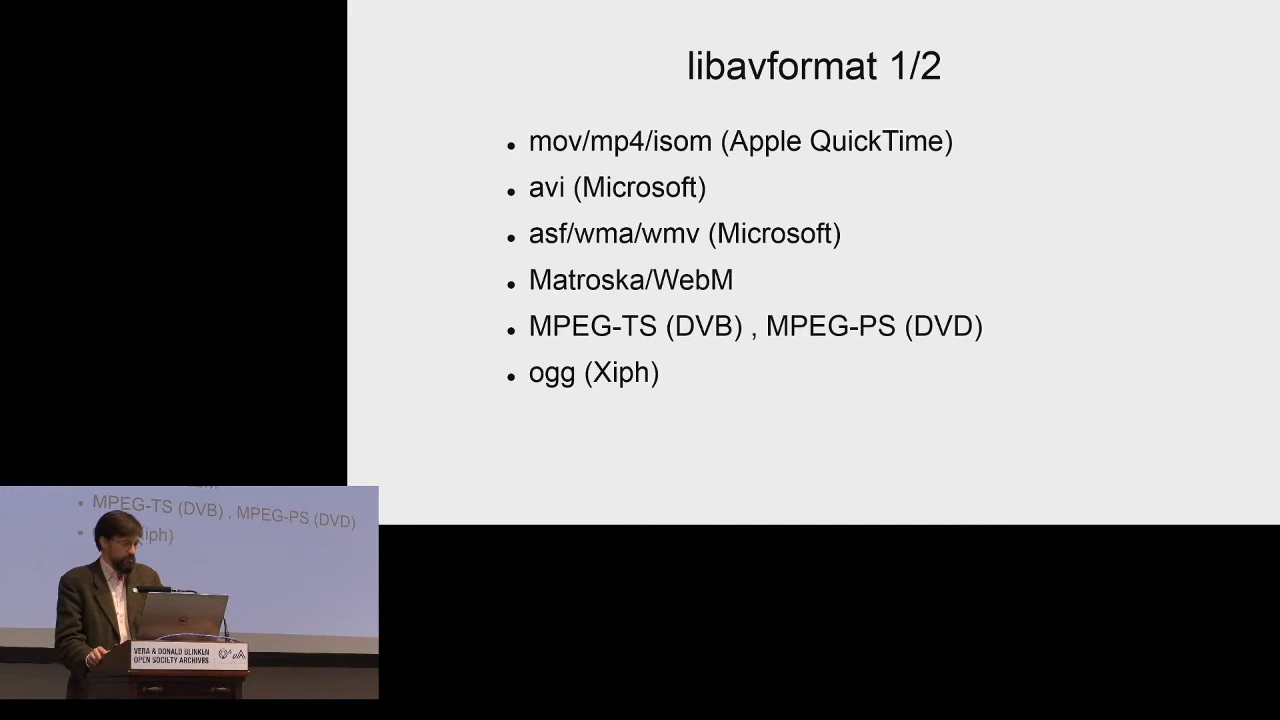 libavformat 1/2
• mov/mp4/isom (Apple QuickTime)
• avi (Microsoft)
• asf/wma/wmv (Microsoft)
• Matroska/WebM
• MPEG-TS (DVB) , MPEG-PS (DVD)
• ogg (Xiph)
• MPEG-TS (DVB) , MPEG-PS (DVD)
VERA & DONALD BLINKEN
OPEN SOCIETY ARCHIVES